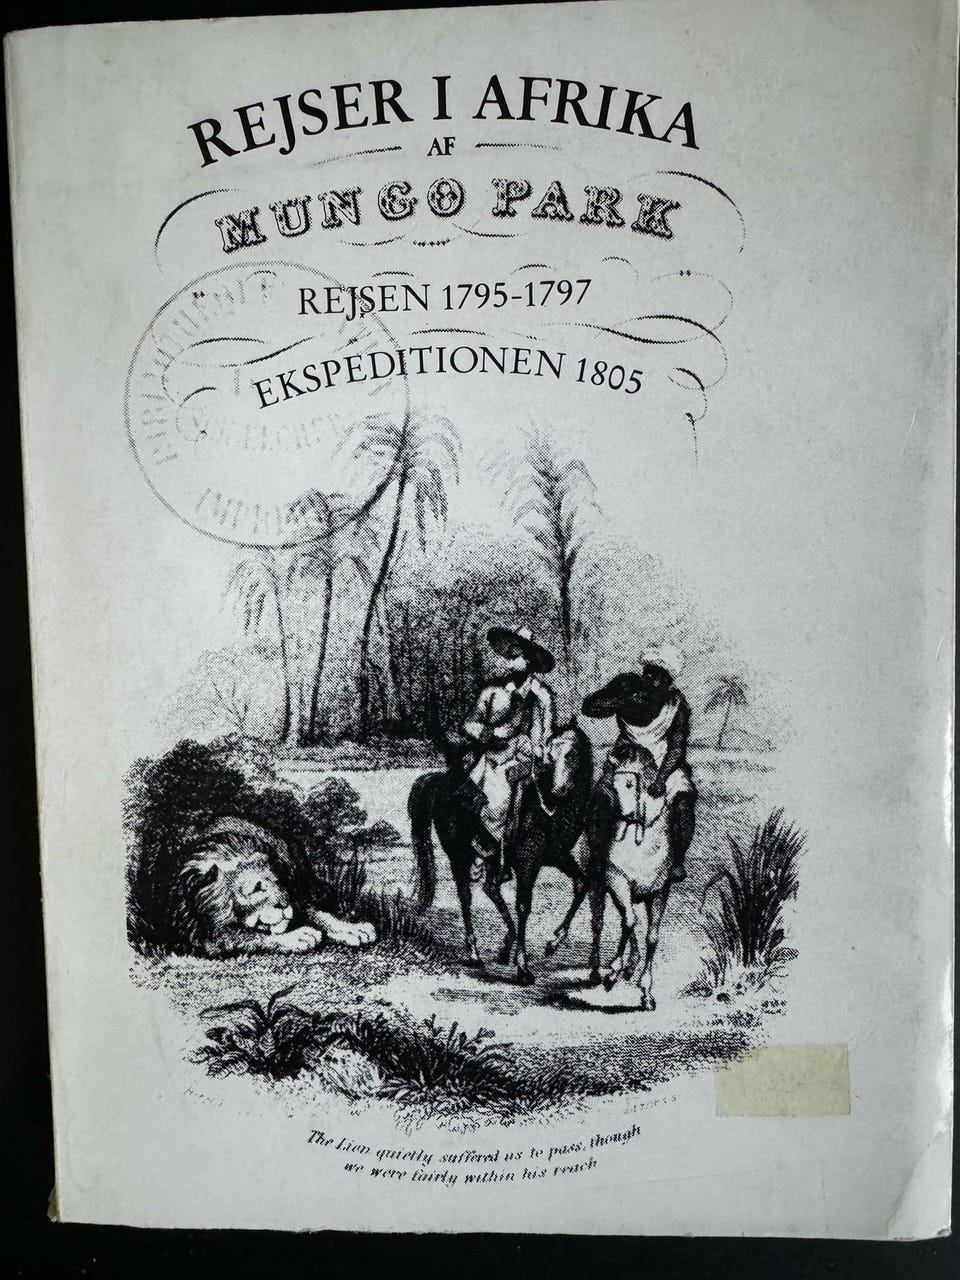 REJSER I AFRIKA
AF
MUNGO PARK
REJSEN 1795-1797
EKSPEDITIONEN 1805
The Lion quietly suffered us to pass, though
we were fairly within his reach